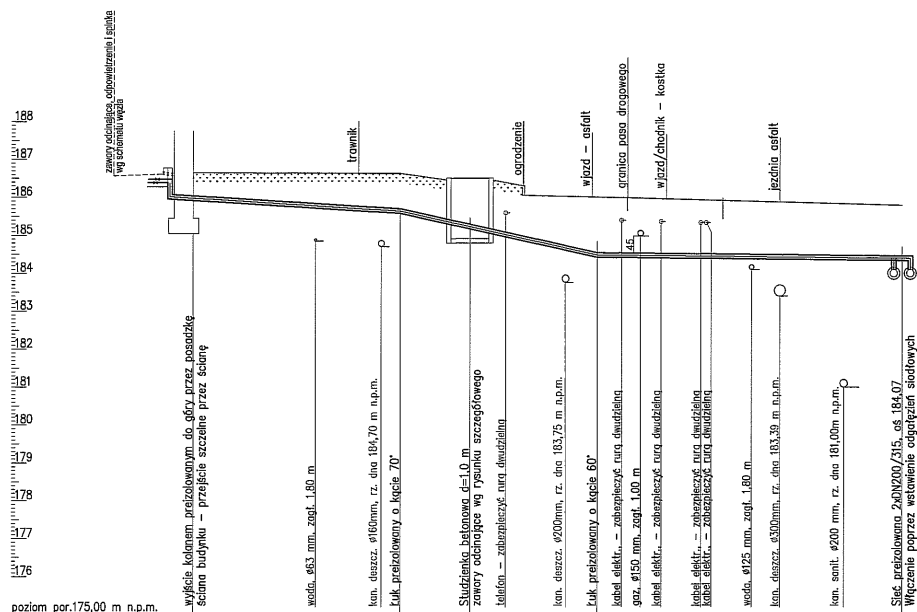 zawory odcinające, odpowietrzenie i spinka
wg schematu węzła
trawnik
ogrodzenie
wjazd – asfalt
granica pasa drogowego
wjazd/chodnik – kostka
jezdnia asfalt
188
187
186
185
184
183
182
181
180
179
178
177
176
45
wyjście kolanem preizolowanym do góry przez posadzkę
ściana budynku – przejście szczelne przez ścianę
woda, ø63 mm, zagł. 1,80 m
kan. deszcz. ø160mm, rz. dna 184,70 m n.p.m.
Łuk preizolowany o kącie 70°
Studzienka betonowa d=1,0 m
zawory odcinające wg rysunku szczegółowego
telefon – zabezpieczyć rurą dwudzielną
kan. deszcz. ø200mm, rz. dna 183,75 m n.p.m.
Łuk preizolowany o kącie 60°
kabel elektr., – zabezpieczyć rurą dwudzielną
gaz, ø150 mm, zagł. 1,00 m
kabel elektr., – zabezpieczyć rurą dwudzielną
kabel elektr., – zabezpieczyć rurą dwudzielną
kabel elektr., – zabezpieczyć rurą dwudzielną
woda, ø125 mm, zagł. 1,80 m
kan. deszcz. ø300mm, rz. dna 183,39 m n.p.m.
kan. sanit. ø200 mm, rz. dna 181,00m n.p.m.
Sieć preizolowana 2xDN200/315, oś 184,07
Włączenie poprzez wstawienie odgałęzień siodłowych
poziom por.175,00 m n.p.m.